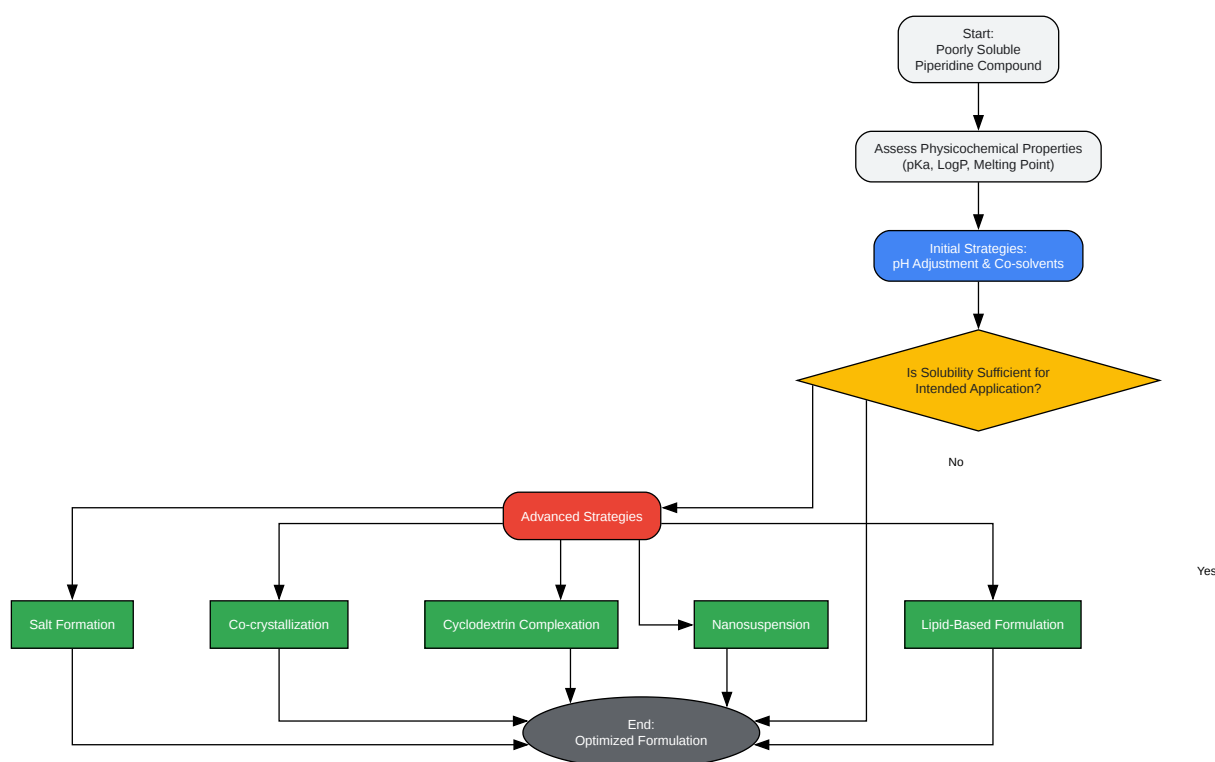 Start:
Poorly Soluble
Piperidine Compound
Assess Physicochemical Properties
(pKa, LogP, Melting Point)
Initial Strategies:
pH Adjustment & Co-solvents
Is Solubility Sufficient for
Intended Application?
No
Advanced Strategies
Yes
Salt Formation
Co-crystallization
Cyclodextrin Complexation
Nanosuspension
Lipid-Based Formulation
End:
Optimized Formulation